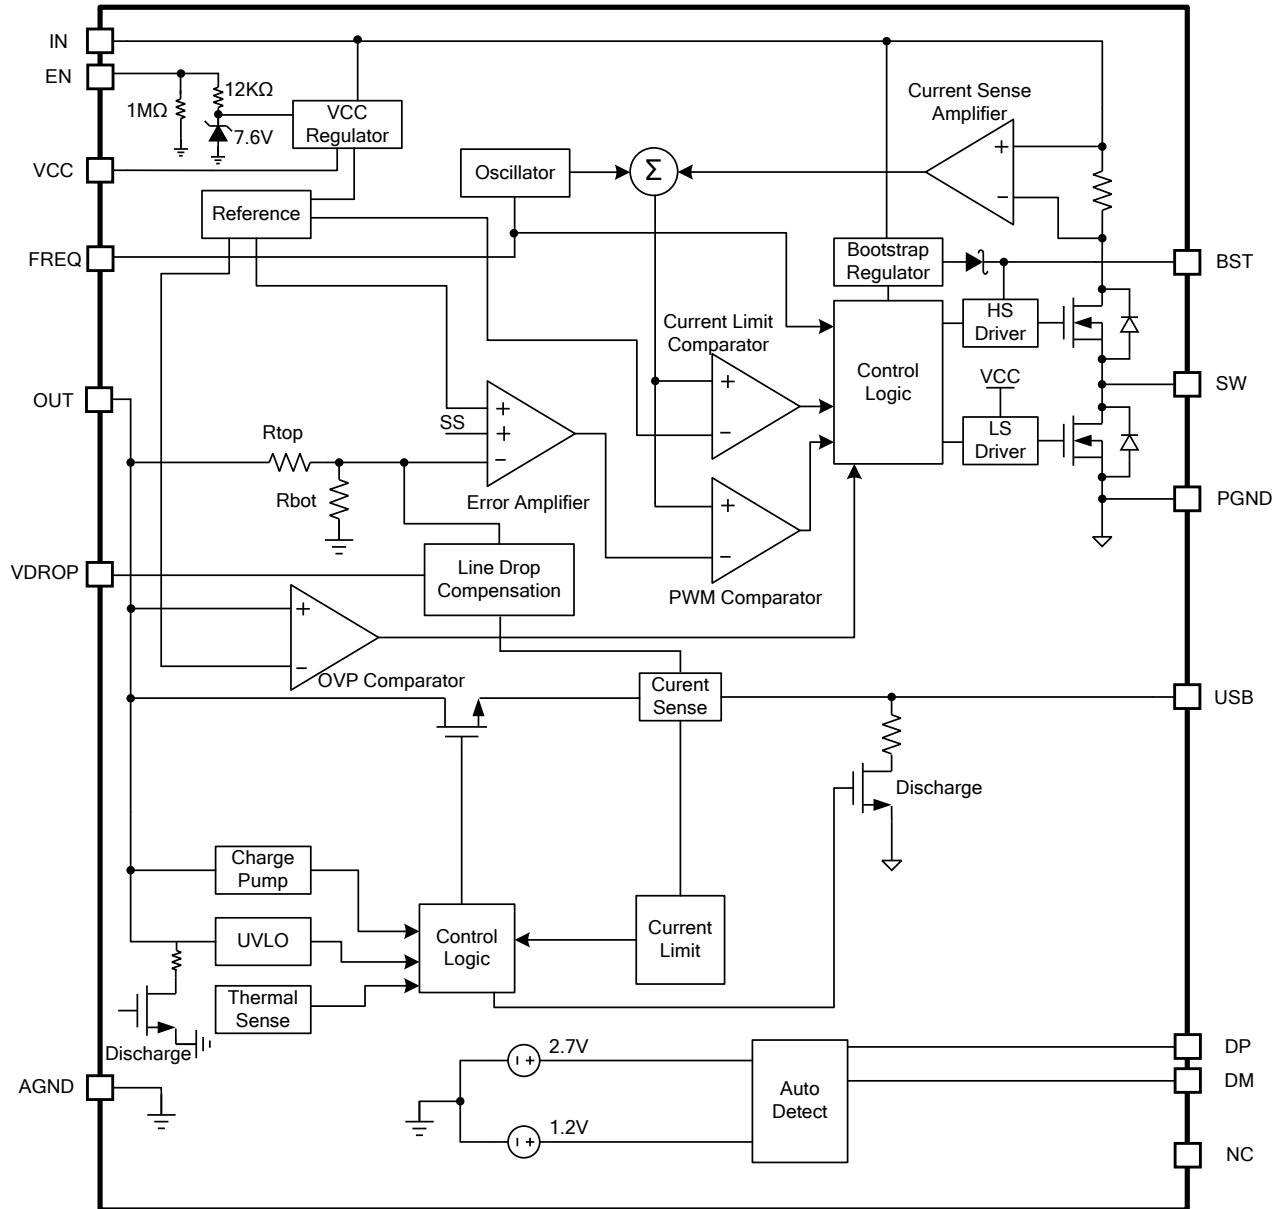 IN
EN
12KΩ
1MΩ
7.6V
VCC
Regulator
VCC
Reference
FREQ
Oscillator
Σ
Current Sense
Amplifier
+
−
Bootstrap
Regulator
BST
HS
Driver
Current Limit
Comparator
+
−
Control
Logic
VCC
LS
Driver
SW
PGND
OUT
Rtop
Rbot
SS
+
+
−
Error Amplifier
+
−
PWM Comparator
VDROP
Line Drop
Compensation
+
−
OVP Comparator
Curent
Sense
USB
Discharge
Charge
Pump
UVLO
Thermal
Sense
Control
Logic
Current
Limit
Discharge
AGND
2.7V
1.2V
Auto
Detect
DP
DM
NC